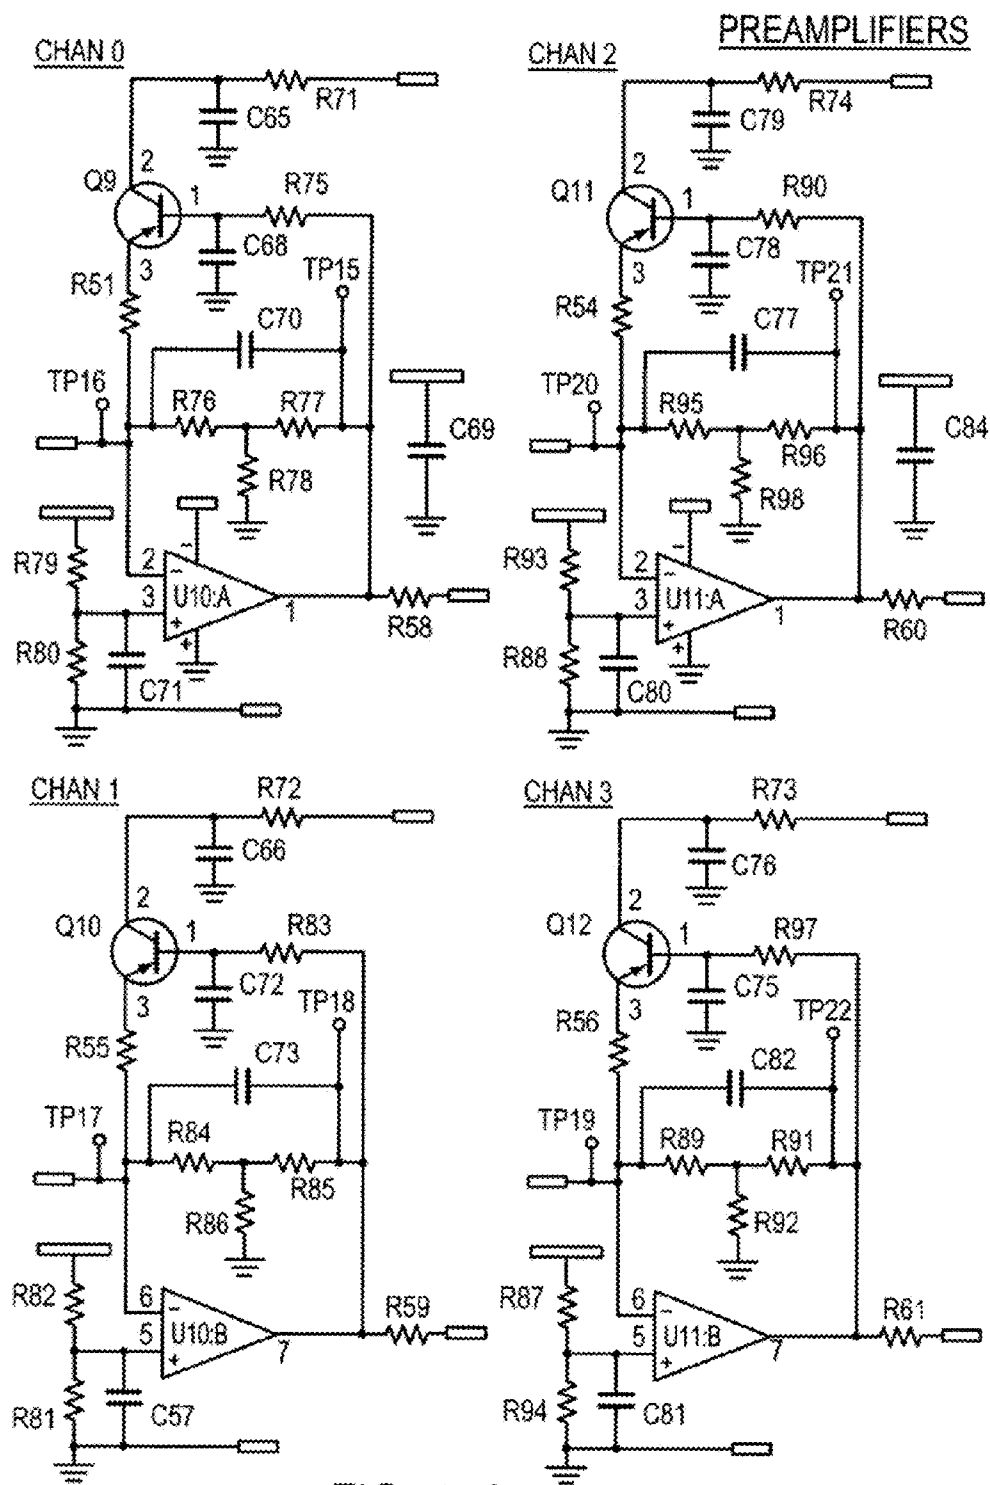 PREAMPLIFIERS
CHAN 0
R71
C65
2
Q9
1
R75
C68
3
TP15
R51
C70
TP16
R76
R77
C69
R78
R79
2
-
-
3
U10:A
+
+
1
R58
R80
C71
CHAN 2
R74
C79
2
Q11
1
R90
C78
3
TP21
R54
C77
TP20
R95
R96
C84
R98
R93
2
-
-
3
U11:A
+
+
1
R60
R88
C80
CHAN 1
R72
C66
2
Q10
1
R83
C72
3
TP18
R55
C73
TP17
R84
R85
R86
R82
6
-
5
U10:B
+
7
R59
R81
C57
CHAN 3
R73
C76
2
Q12
1
R97
C75
3
TP22
R56
C82
TP19
R89
R91
R92
R87
6
-
5
U11:B
+
7
R61
R94
C81